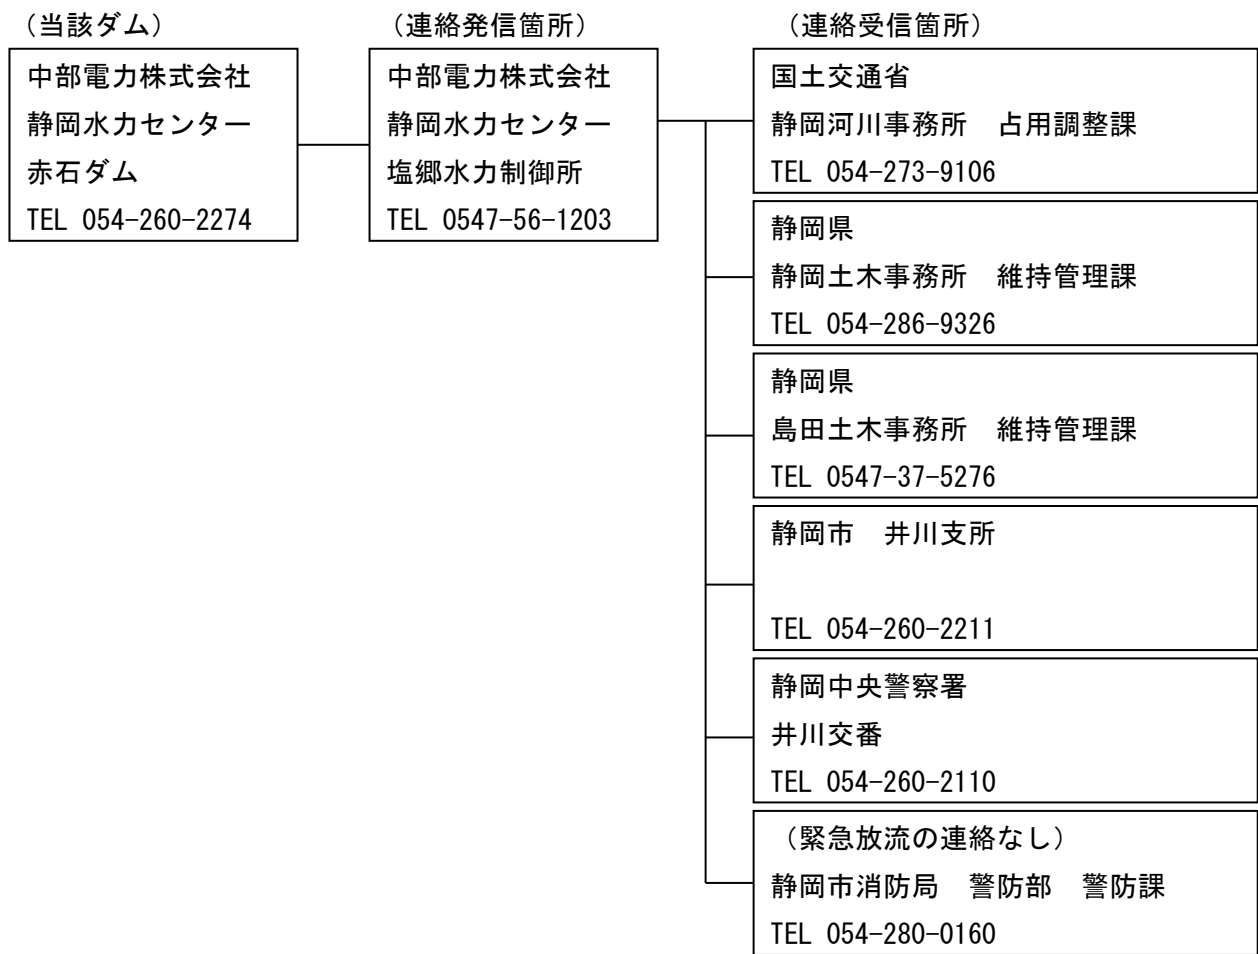 （当該ダム）
中部電力株式会社
静岡水力センター
赤石ダム
TEL 054-260-2274
（連絡発信箇所）
中部電力株式会社
静岡水力センター
塩郷水力制御所
TEL 0547-56-1203
（連絡受信箇所）
国土交通省
静岡河川事務所　占用調整課
TEL 054-273-9106
静岡県
静岡土木事務所　維持管理課
TEL 054-286-9326
静岡県
島田土木事務所　維持管理課
TEL 0547-37-5276
静岡市　井川支所
TEL 054-260-2211
静岡中央警察署
井川交番
TEL 054-260-2110
（緊急放流の連絡なし）
静岡市消防局　警防部　警防課
TEL 054-280-0160